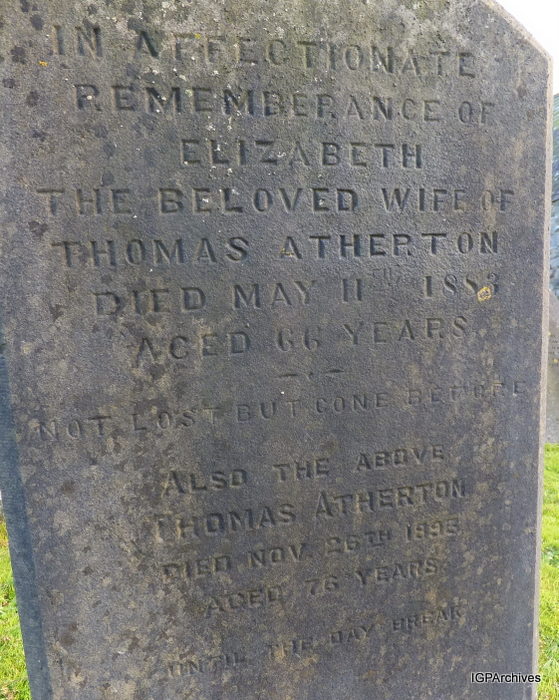 IN AFFECTIONATE
REMEMBERANCE OF
ELIZABETH
THE BELOVED WIFE OF
THOMAS ATHERTON
DIED MAY 11TH 1883
AGED 66 YEARS
NOT LOST BUT GONE BEFORE
ALSO THE ABOVE
THOMAS ATHERTON
DIED NOV. 26TH 1893
AGED 76 YEARS
UNTIL THE DAY BREAK
IGPArchives